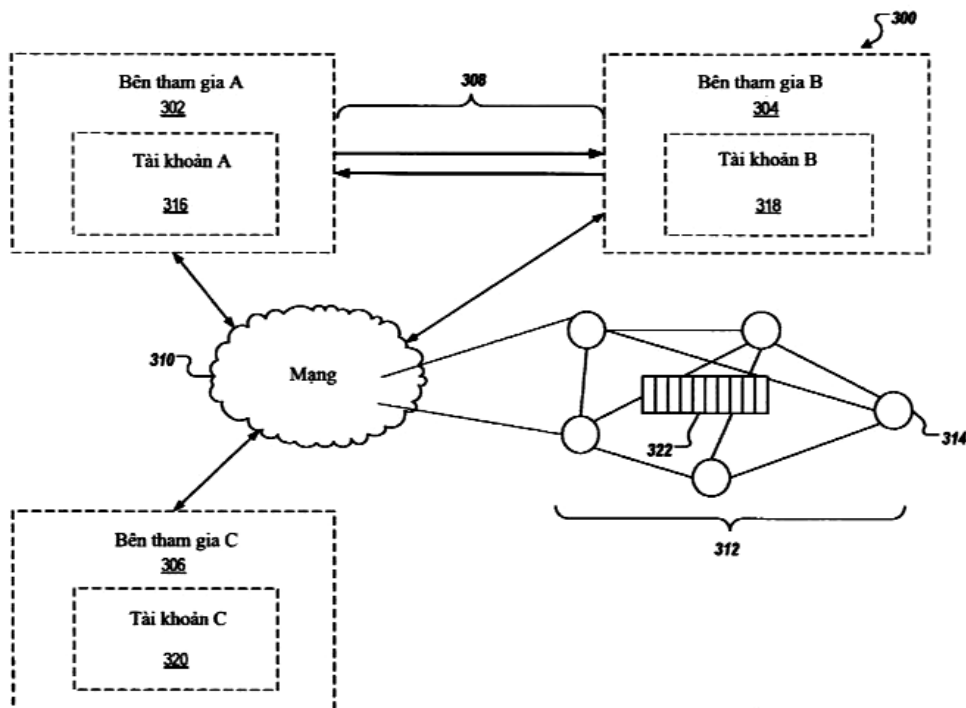 300
Bên tham gia A
302
Tài khoản A
316
308
Bên tham gia B
304
Tài khoản B
318
310
Mạng
322
314
312
Bên tham gia C
306
Tài khoản C
320